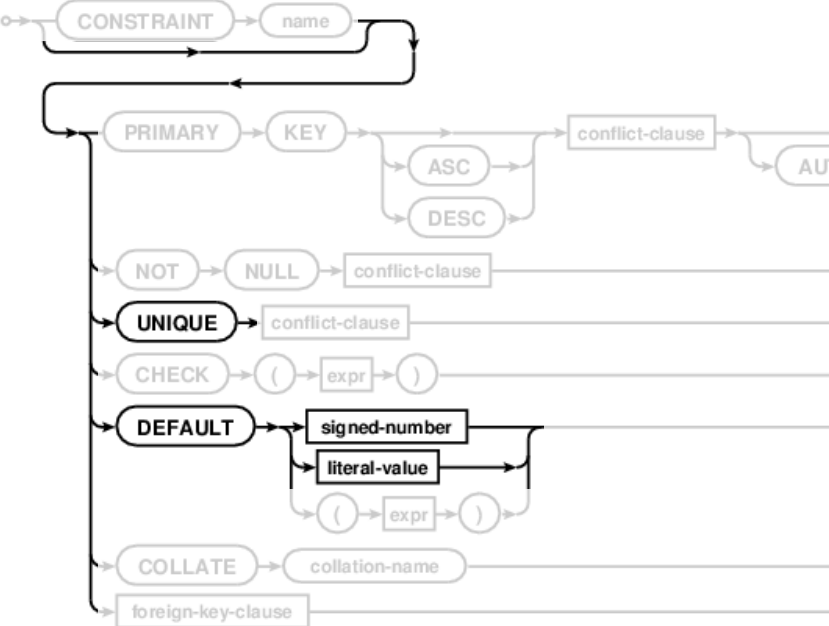 CONSTRAINT name
PRIMARY KEY conflict-clause AU
ASC
DESC
NOT NULL conflict-clause
UNIQUE conflict-clause
CHECK ( expr )
DEFAULT signed-number
literal-value
( expr )
COLLATE collation-name
foreign-key-clause